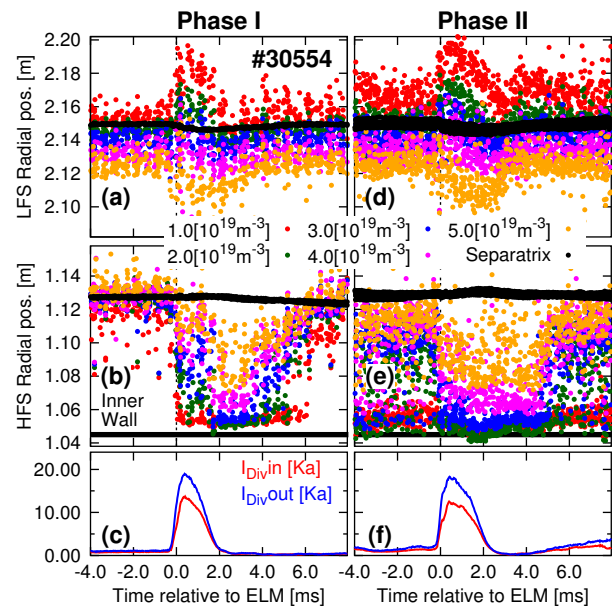 Phase I
Phase II
LFS Radial pos. [m]
2.20
2.18
2.16
2.14
2.12
2.10
#30554
(a)
(d)
1.0[10¹⁹m⁻³]
3.0[10¹⁹m⁻³]
5.0[10¹⁹m⁻³]
2.0[10¹⁹m⁻³]
4.0[10¹⁹m⁻³]
Separatrix
HFS Radial pos. [m]
1.14
1.12
1.10
1.08
1.06
1.04
(b)
Inner
Wall
(e)
20.00
10.00
0.00
I_Div in [Ka]
I_Div out [Ka]
(c)
(f)
-4.0 -2.0 0.0 2.0 4.0 6.0 -4.0 -2.0 0.0 2.0 4.0 6.0
Time relative to ELM [ms]
Time relative to ELM [ms]